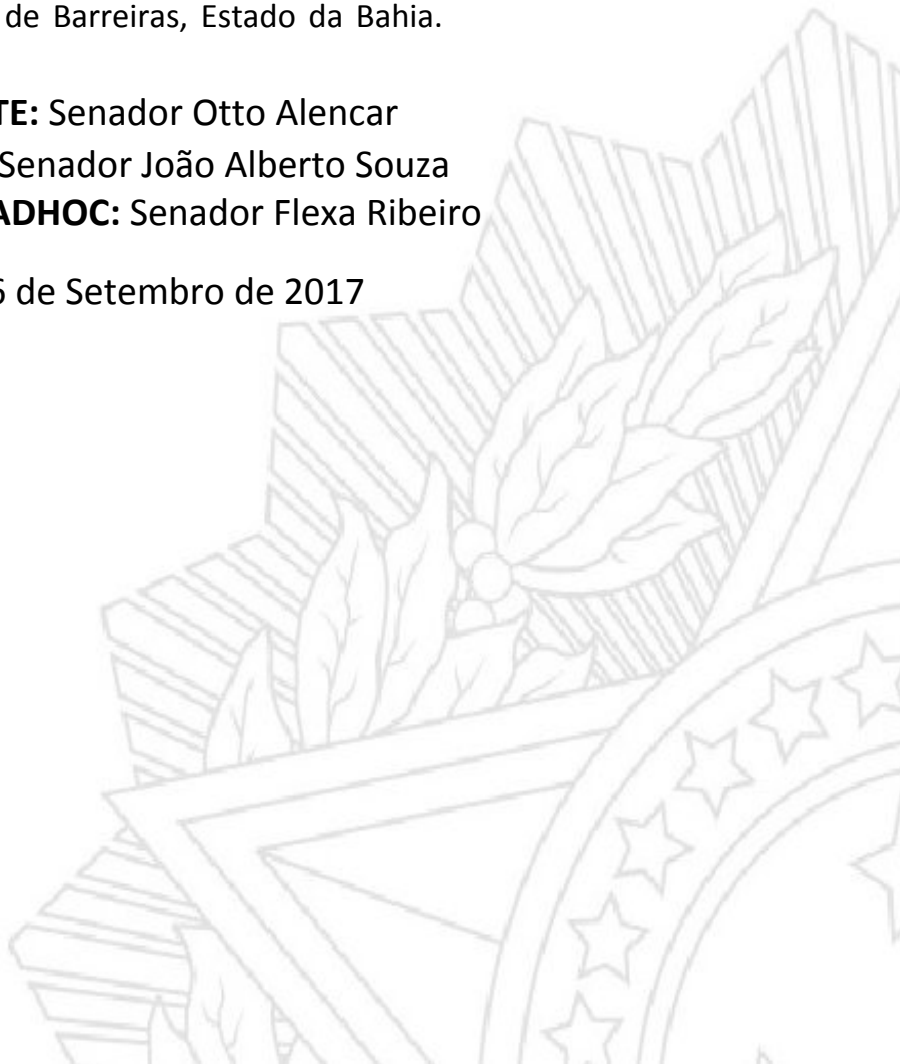 de Barreiras, Estado da Bahia.
TE: Senador Otto Alencar
Senador João Alberto Souza
ADHOC: Senador Flexa Ribeiro
de Setembro de 2017